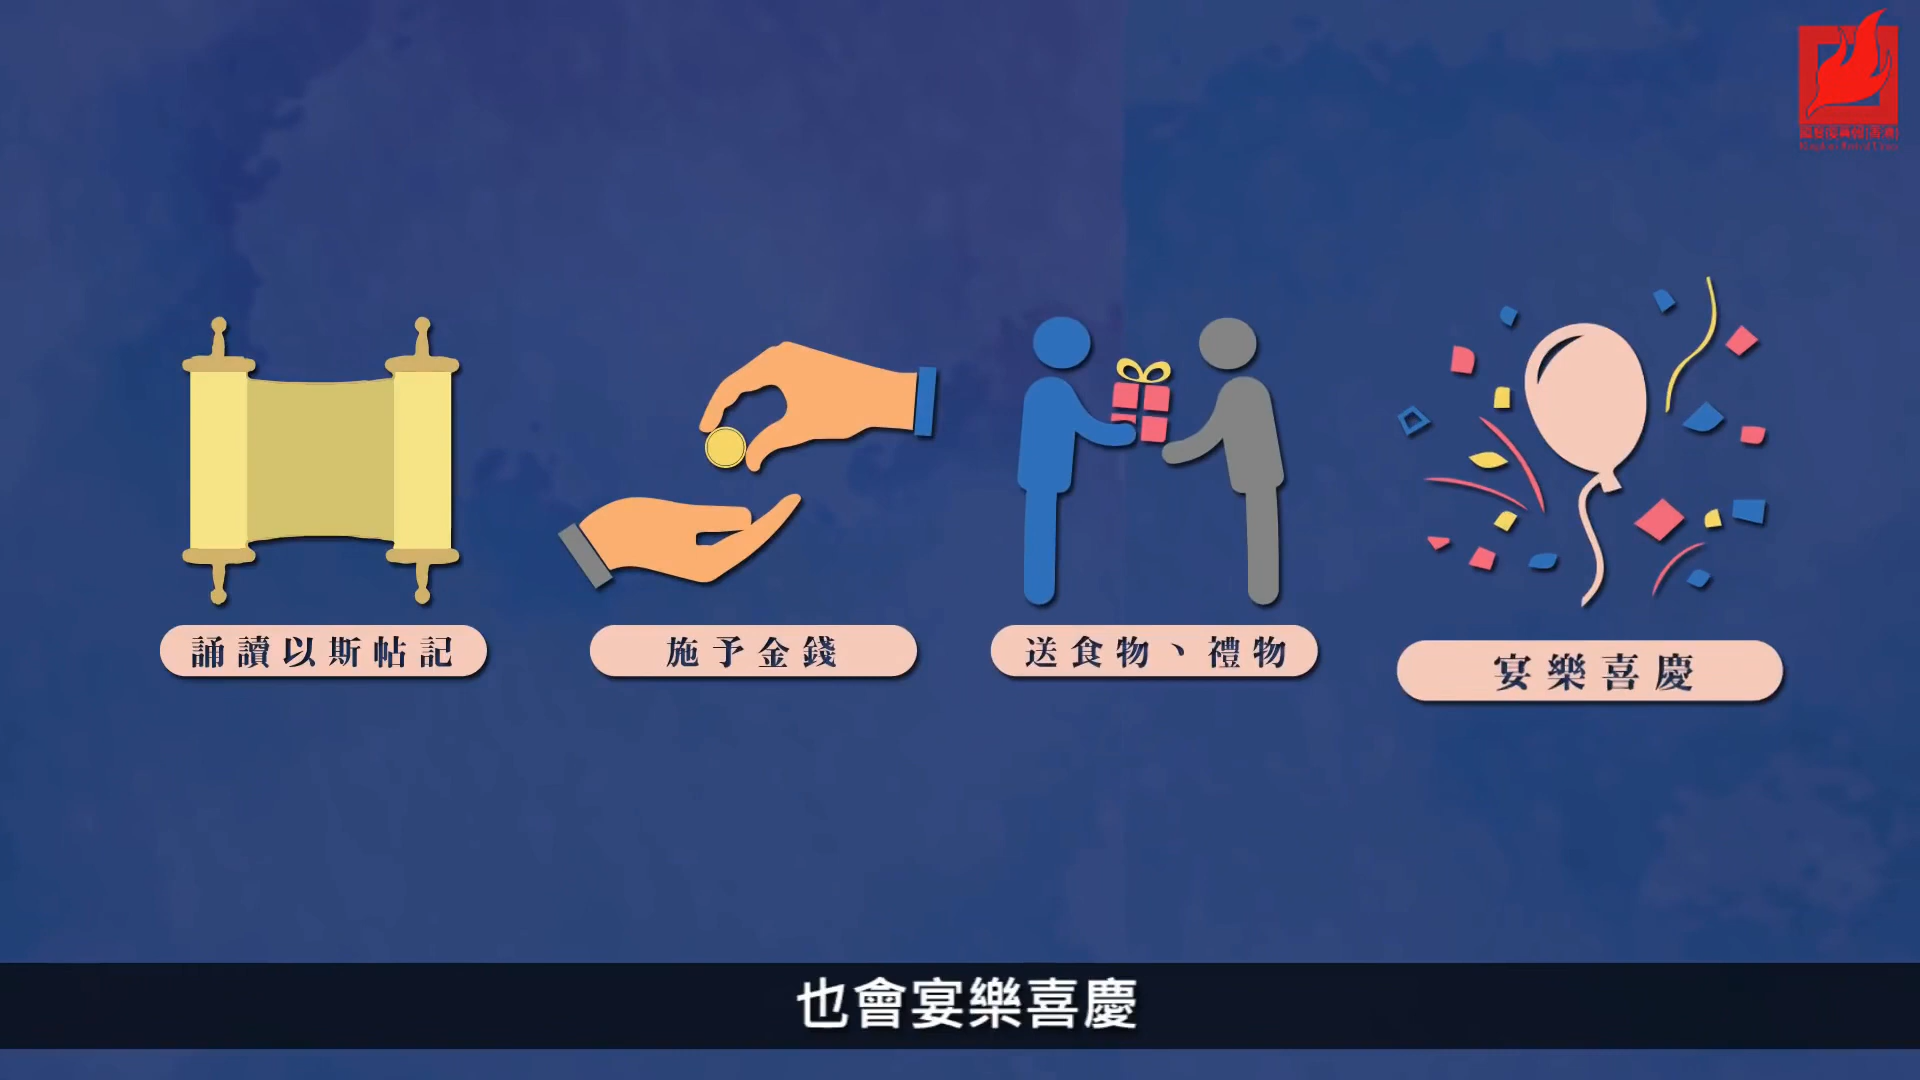 誦讀以斯帖記
施予金錢
送食物、禮物
宴樂喜慶
也會宴樂喜慶